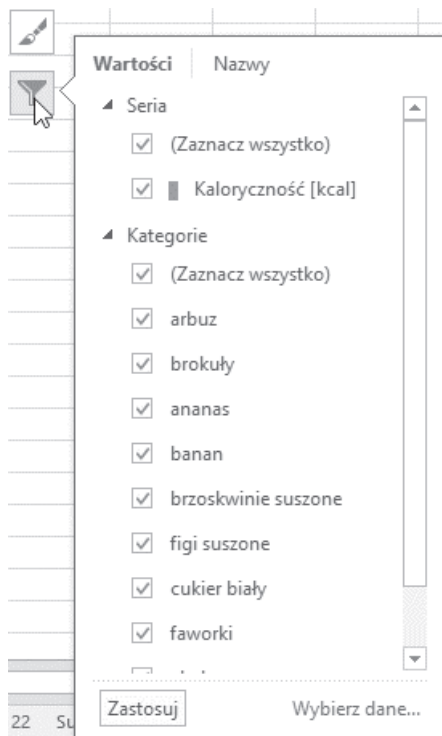 Wartości Nazwy
Seria
(Zaznacz wszystko)
Kaloryczność [kcal]
Kategorie
(Zaznacz wszystko)
arbuz
brokuły
ananas
banan
brzoskwinie suszone
figi suszone
cukier biały
faworki
Zastosuj Wybierz dane...
22